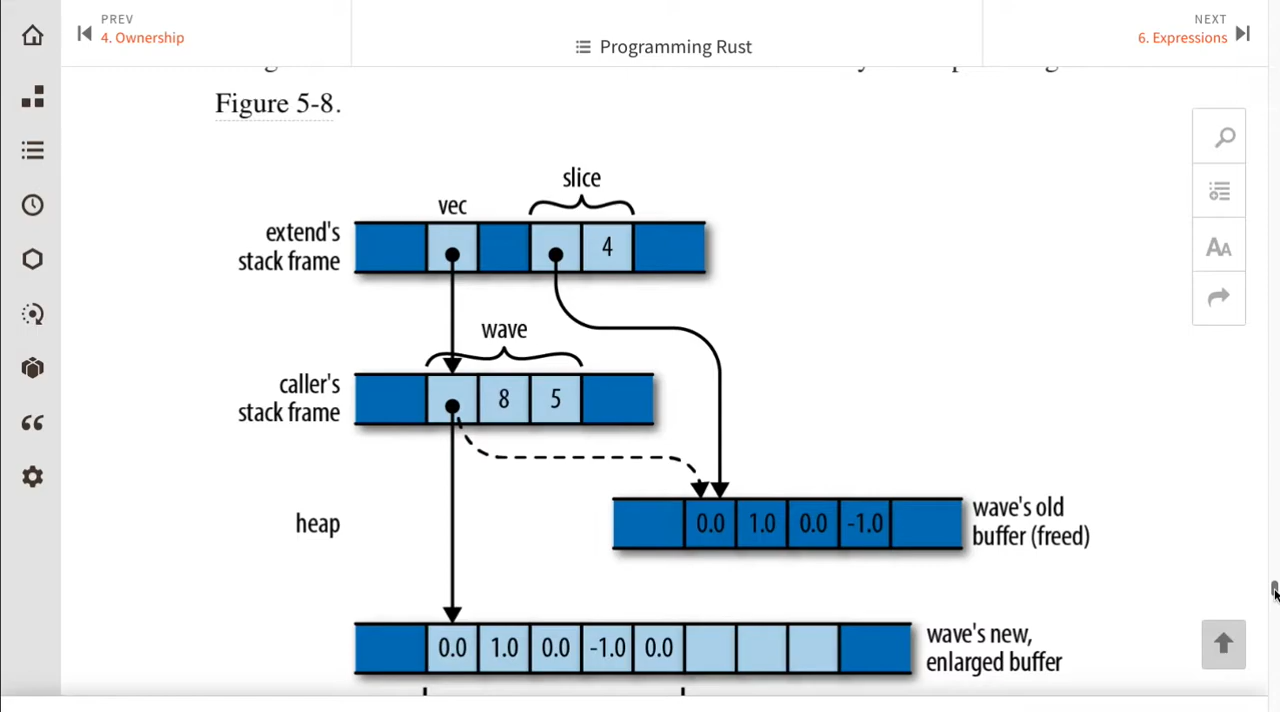 PREV
4. Ownership
Programming Rust
NEXT
6. Expressions
Figure 5-8.
slice
vec
extend's
stack frame
4
wave
caller's
stack frame
8 5
heap
0.0 1.0 0.0 -1.0
wave's old
buffer (freed)
0.0 1.0 0.0 -1.0 0.0
wave's new,
enlarged buffer
AA